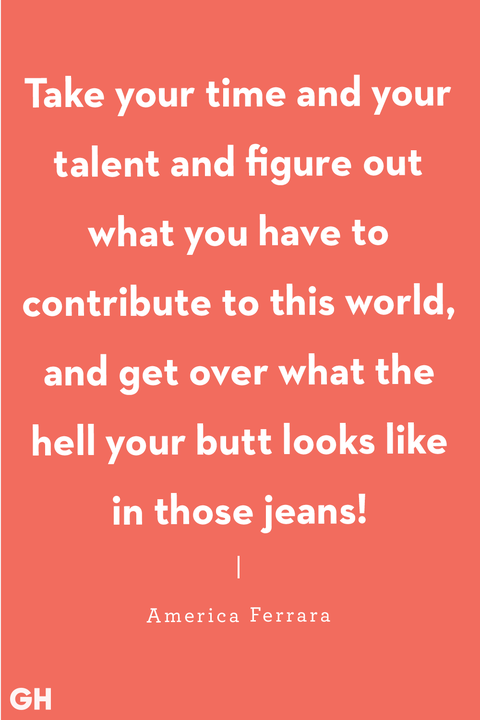 Take your time and your
talent and figure out
what you have to
contribute to this world,
and get over what the
hell your butt looks like
in those jeans!
America Ferrara
GH